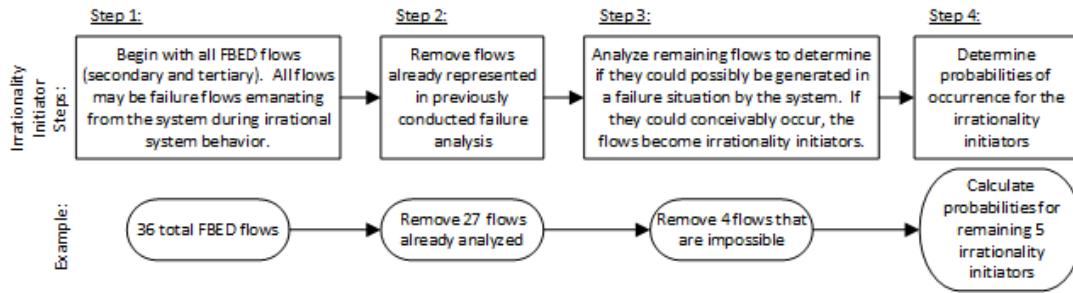 Step 1:
Step 2:
Step 3:
Step 4:
Irrationality
Initiator
Steps:
Begin with all FBED flows
(secondary and tertiary). All flows
may be failure flows emanating
from the system during irrational
system behavior.
Remove flows
already represented
in previously
conducted failure
analysis
Analyze remaining flows to determine
if they could possibly be generated in
a failure situation by the system. If
they could conceivably occur, the
flows become irrationality initiators.
Determine
probabilities of
occurrence for the
irrationality
initiators
Example:
36 total FBED flows
Remove 27 flows
already analyzed
Remove 4 flows that
are impossible
Calculate
probabilities for
remaining 5
irrationality
initiators